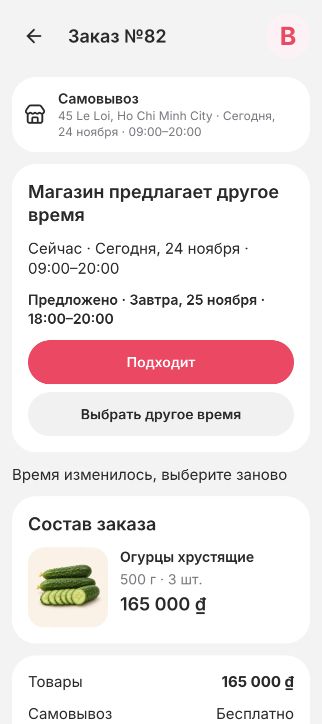 Заказ №82
B
Самовывоз
45 Le Loi, Ho Chi Minh City · Сегодня,
24 ноября · 09:00–20:00
Магазин предлагает другое
время
Сейчас · Сегодня, 24 ноября ·
09:00–20:00
Предложено · Завтра, 25 ноября ·
18:00–20:00
Подходит
Выбрать другое время
Время изменилось, выберите заново
Состав заказа
Огурцы хрустящие
500 г · 3 шт.
165 000 ₫
Товары 165 000 ₫
Самовывоз Бесплатно